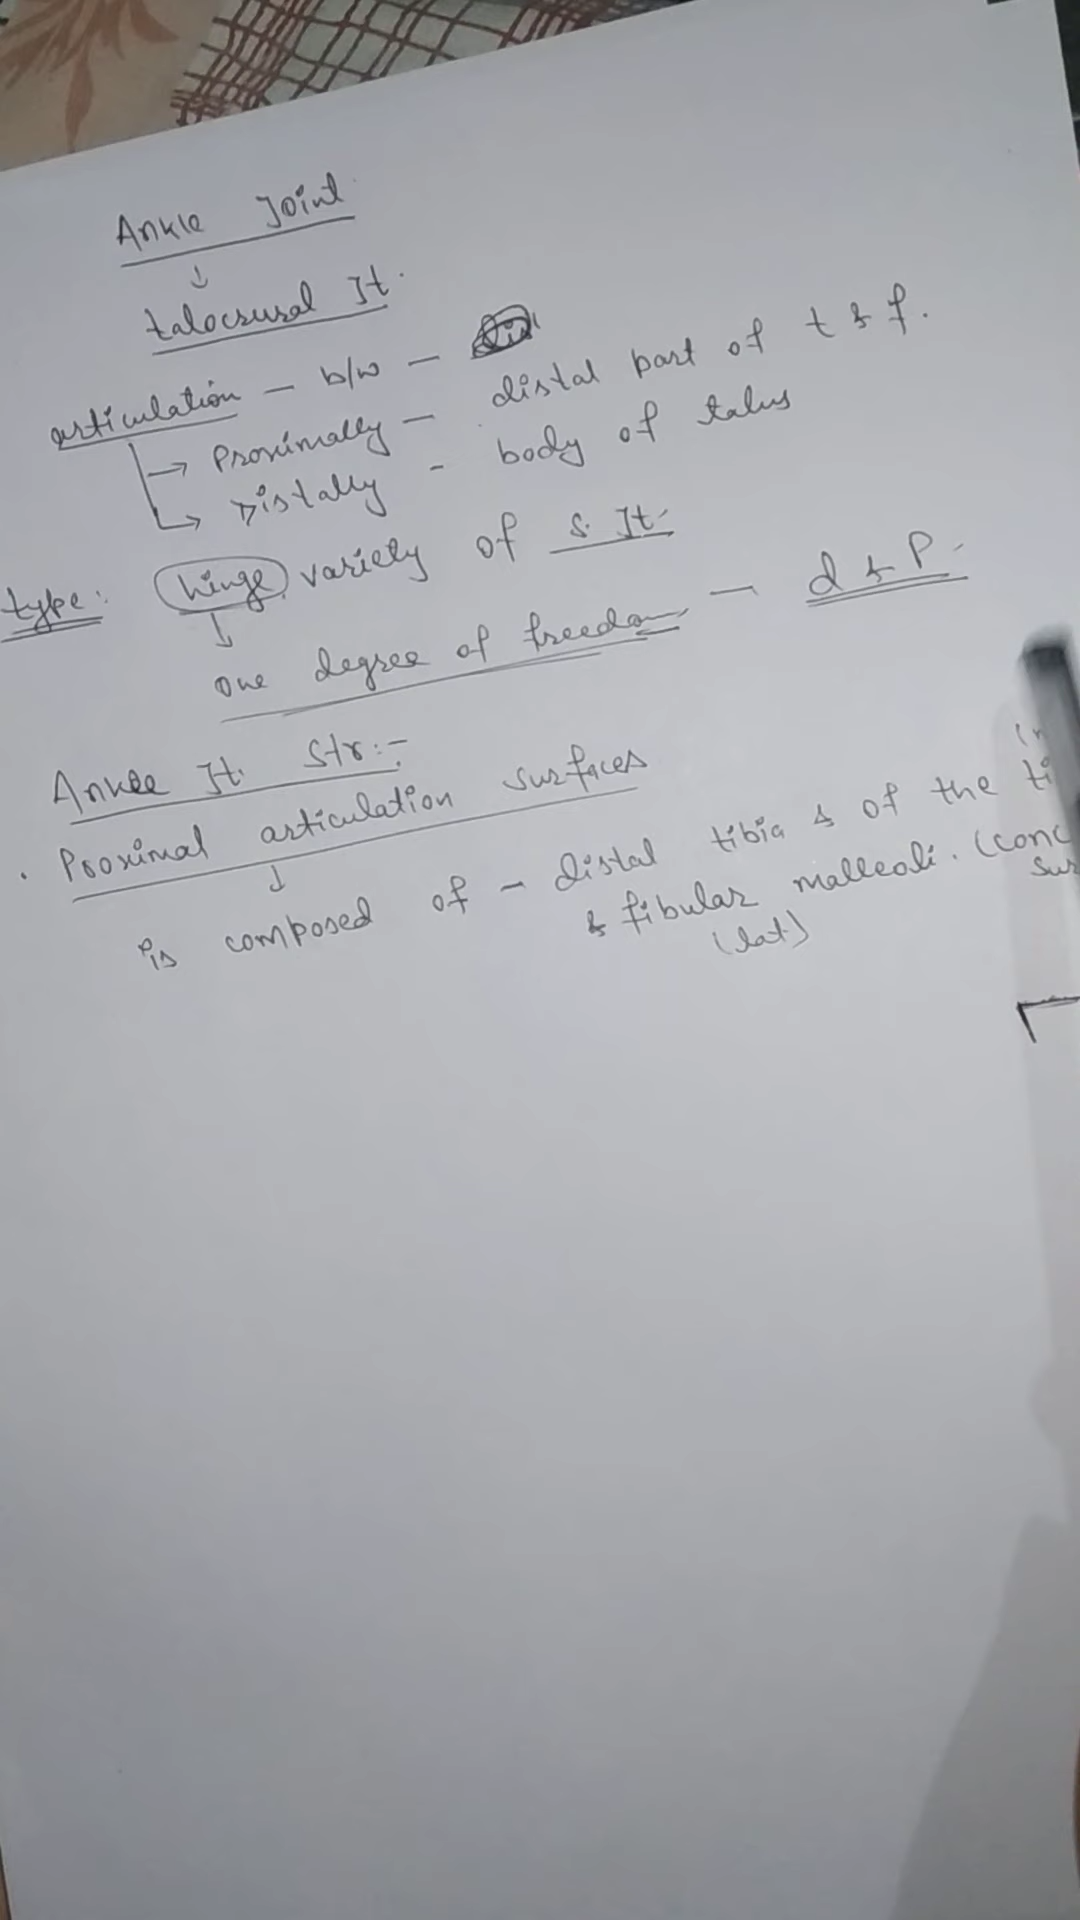 Ankle Joint
↓
talocrural Jt.
articulation – b/w –
→ Proximally – distal part of t & f.
→ Distally - body of talus
type: hinge variety of s. Jt.
↓
one degree of freedom – d & P.
Ankle Jt. str:-
. Proximal articulation surfaces
↓
is composed of – distal tibia & of the ti
& fibular malleoli. (conc
(lat)